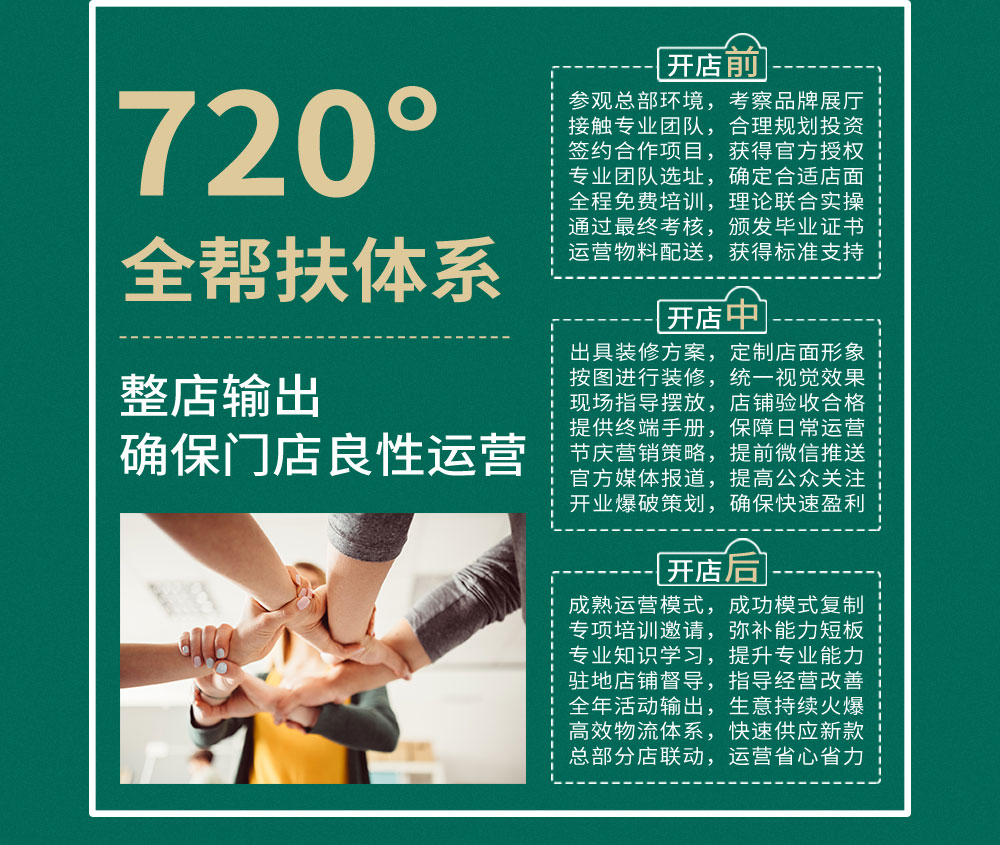 720°
全帮扶体系
整店输出
确保门店良性运营
开店前
参观总部环境，考察品牌展厅
接触专业团队，合理规划投资
签约合作项目，获得官方授权
专业团队选址，确定合适店面
全程免费培训，理论联合实操
通过最终考核，颁发毕业证书
运营物料配送，获得标准支持
开店中
出具装修方案，定制店面形象
按图进行装修，统一视觉效果
现场指导摆放，店铺验收合格
提供终端手册，保障日常运营
节庆营销策略，提前微信推送
官方媒体报道，提高公众关注
开业爆破策划，确保快速盈利
开店后
成熟运营模式，成功模式复制
专项培训邀请，弥补能力短板
专业知识学习，提升专业能力
驻地店铺督导，指导经营改善
全年活动输出，生意持续火爆
高效物流体系，快速供应新款
总部分店联动，运营省心省力